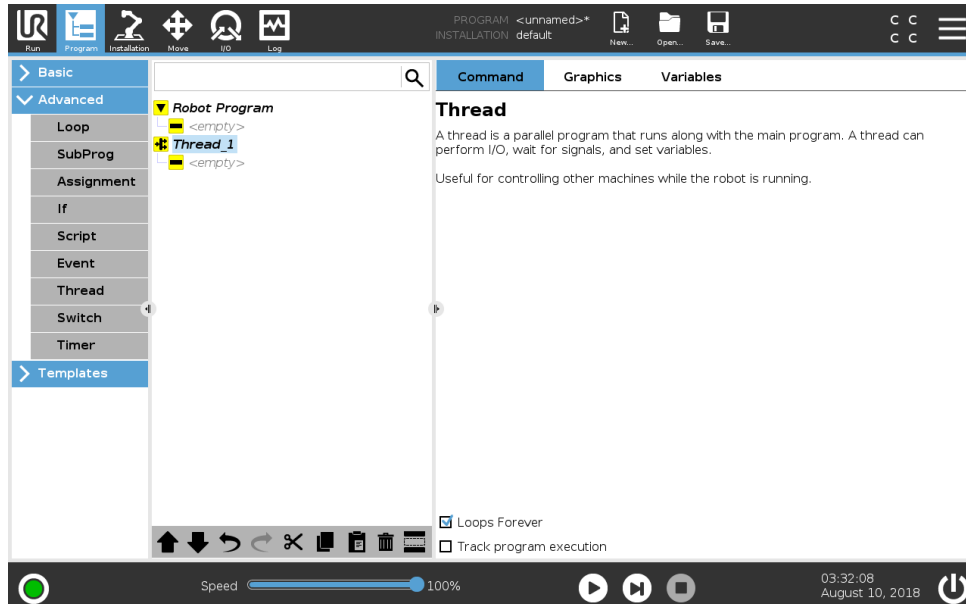 PROGRAM <unnamed>*
INSTALLATION default
C C
C C
UR
Run
Program
Installation
Move
I/O
Log
New...
Open...
Save...
Basic
Advanced
Loop
SubProg
Assignment
If
Script
Event
Thread
Switch
Timer
Templates
Robot Program
<empty>
Thread_1
<empty>
Command Graphics Variables
Thread
A thread is a parallel program that runs along with the main program. A thread can
perform I/O, wait for signals, and set variables.
Useful for controlling other machines while the robot is running.
Loops Forever
Track program execution
Speed 100%
03:32:08
August 10, 2018